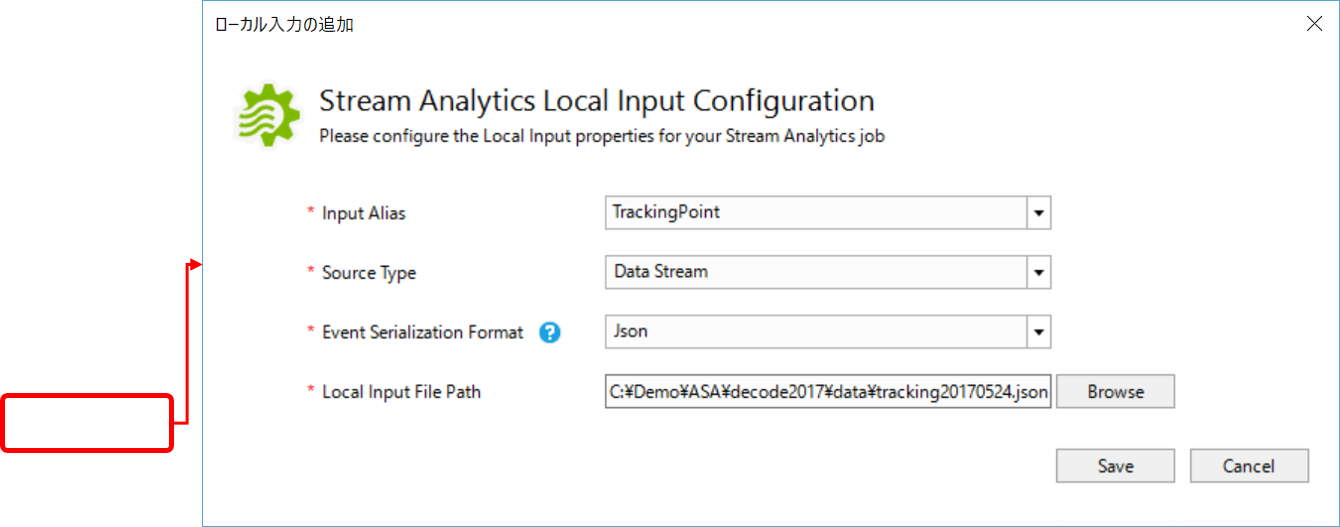 ローカル入力の追加
Stream Analytics Local Input Configuration
Please configure the Local Input properties for your Stream Analytics job
* Input Alias TrackingPoint
* Source Type Data Stream
* Event Serialization Format ? Json
* Local Input File Path C:¥Demo¥ASA¥decode2017¥data¥tracking20170524.json Browse
Save Cancel